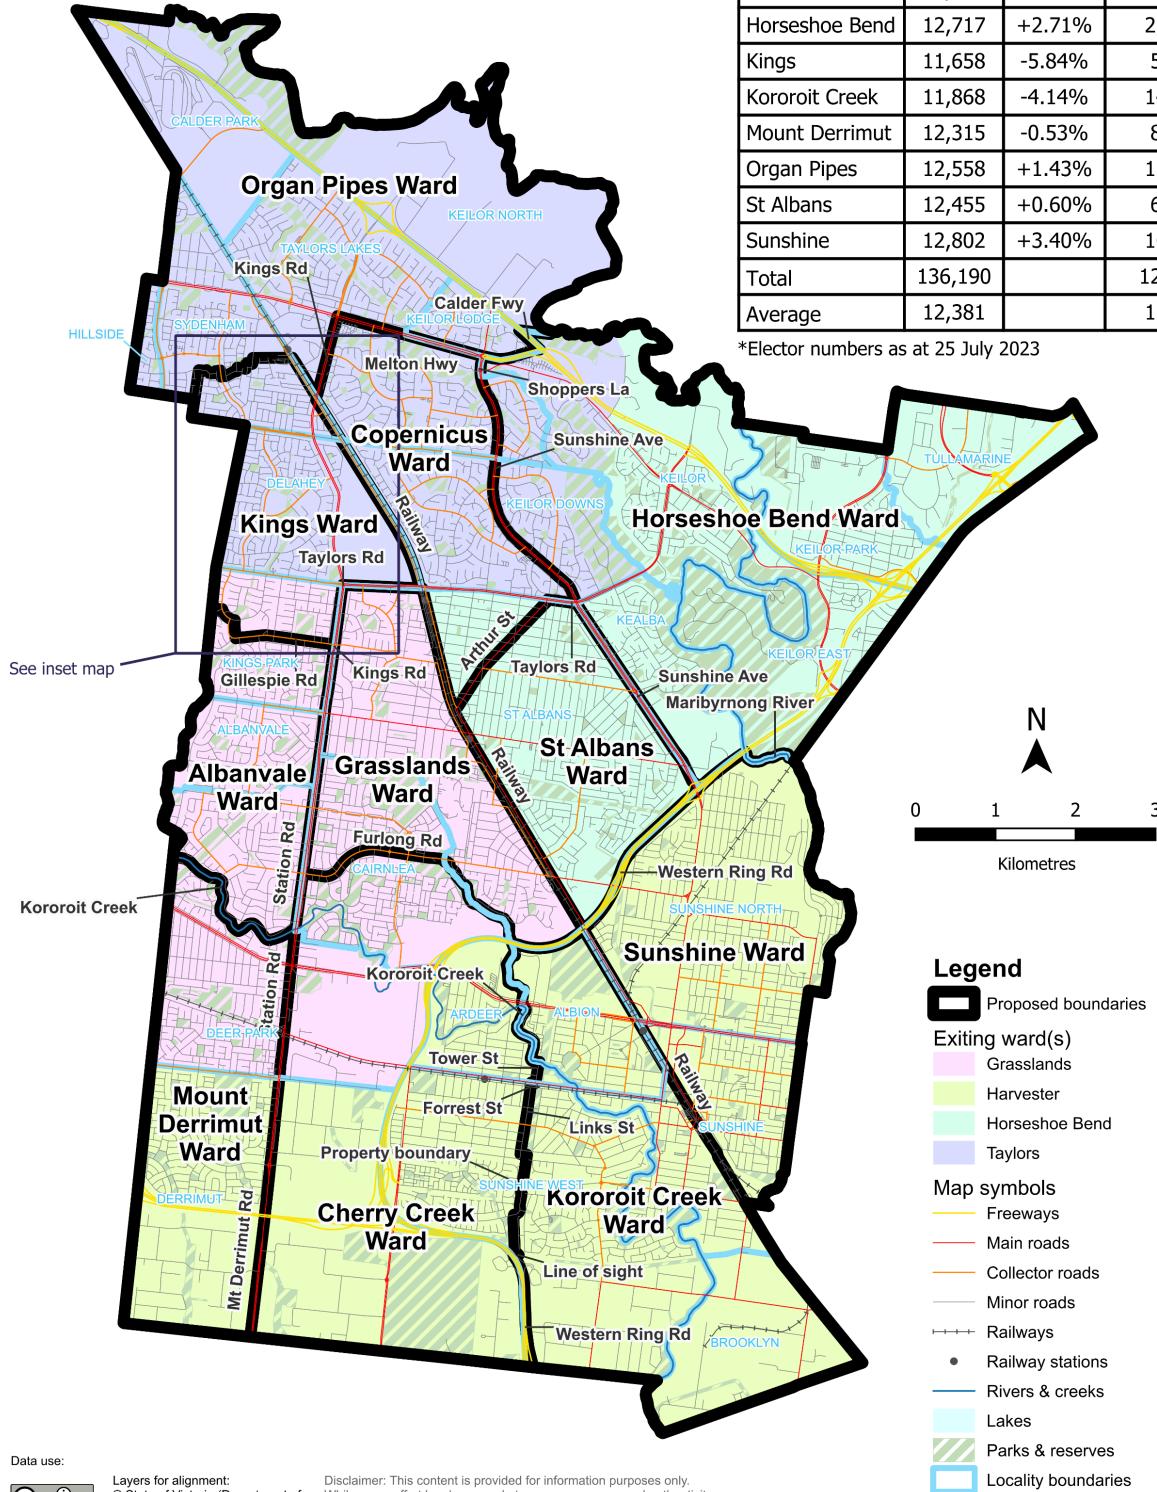 Horseshoe Bend 12,717 +2.71% 2
Kings 11,658 -5.84% 5
Kororoit Creek 11,868 -4.14% 1
Mount Derrimut 12,315 -0.53% 8
Organ Pipes 12,558 +1.43% 1
St Albans 12,455 +0.60% 6
Sunshine 12,802 +3.40% 1
Total 136,190 12
Average 12,381 1
*Elector numbers as at 25 July 2023
CALDER PARK
Organ Pipes Ward
KEILOR NORTH
TAYLORS LAKES
Kings Rd
Calder Fwy
KEILOR LODGE
SYDENHAM
HILLSIDE
Melton Hwy
Shoppers La
Copernicus
Ward
Sunshine Ave
TULLAMARINE
DELAHEY
KEILOR
KEILOR DOWNS
Railway
Kings Ward
Horseshoe Bend Ward
KEILOR PARK
Taylors Rd
Arthur St
KEALBA
KEILOR EAST
See inset map
KINGS PARK
Gillespie Rd
Kings Rd
Taylors Rd
Sunshine Ave
Maribyrnong River
ALBANVALE
ST ALBANS
N
Albanvale
Ward
Grasslands
Ward
Railway
St Albans
Ward
0 1 2 3
Kilometres
Station Rd
Furlong Rd
CAIRNLEA
Western Ring Rd
Kororoit Creek
SUNSHINE NORTH
Sunshine Ward
Station Rd
Kororoit Creek
ARDEER
ALBION
DEER PARK
Tower St
Railway
Mount
Derrimut
Ward
Forrest St
Links St
SUNSHINE
Property boundary
SUNSHINE WEST
DERRIMUT
Cherry Creek
Ward
Kororoit Creek
Ward
Mt Derrimut Rd
Line of sight
Western Ring Rd
BROOKLYN
Legend
Proposed boundaries
Exiting ward(s)
Grasslands
Harvester
Horseshoe Bend
Taylors
Map symbols
Freeways
Main roads
Collector roads
Minor roads
Railways
Railway stations
Rivers & creeks
Lakes
Parks & reserves
Locality boundaries
Data use:
Layers for alignment:
Disclaimer: This content is provided for information purposes only.